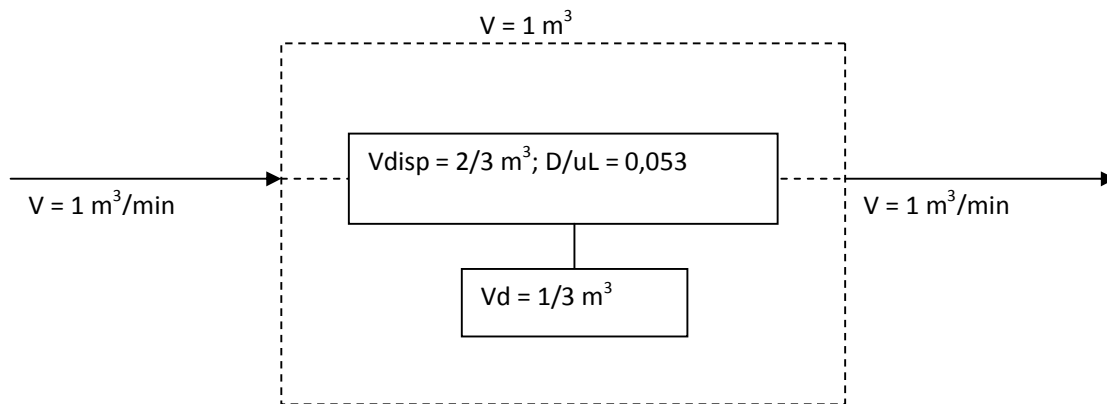 V = 1 m³
Vdisp = 2/3 m³; D/uL = 0,053
V = 1 m³/min
V = 1 m³/min
Vd = 1/3 m³